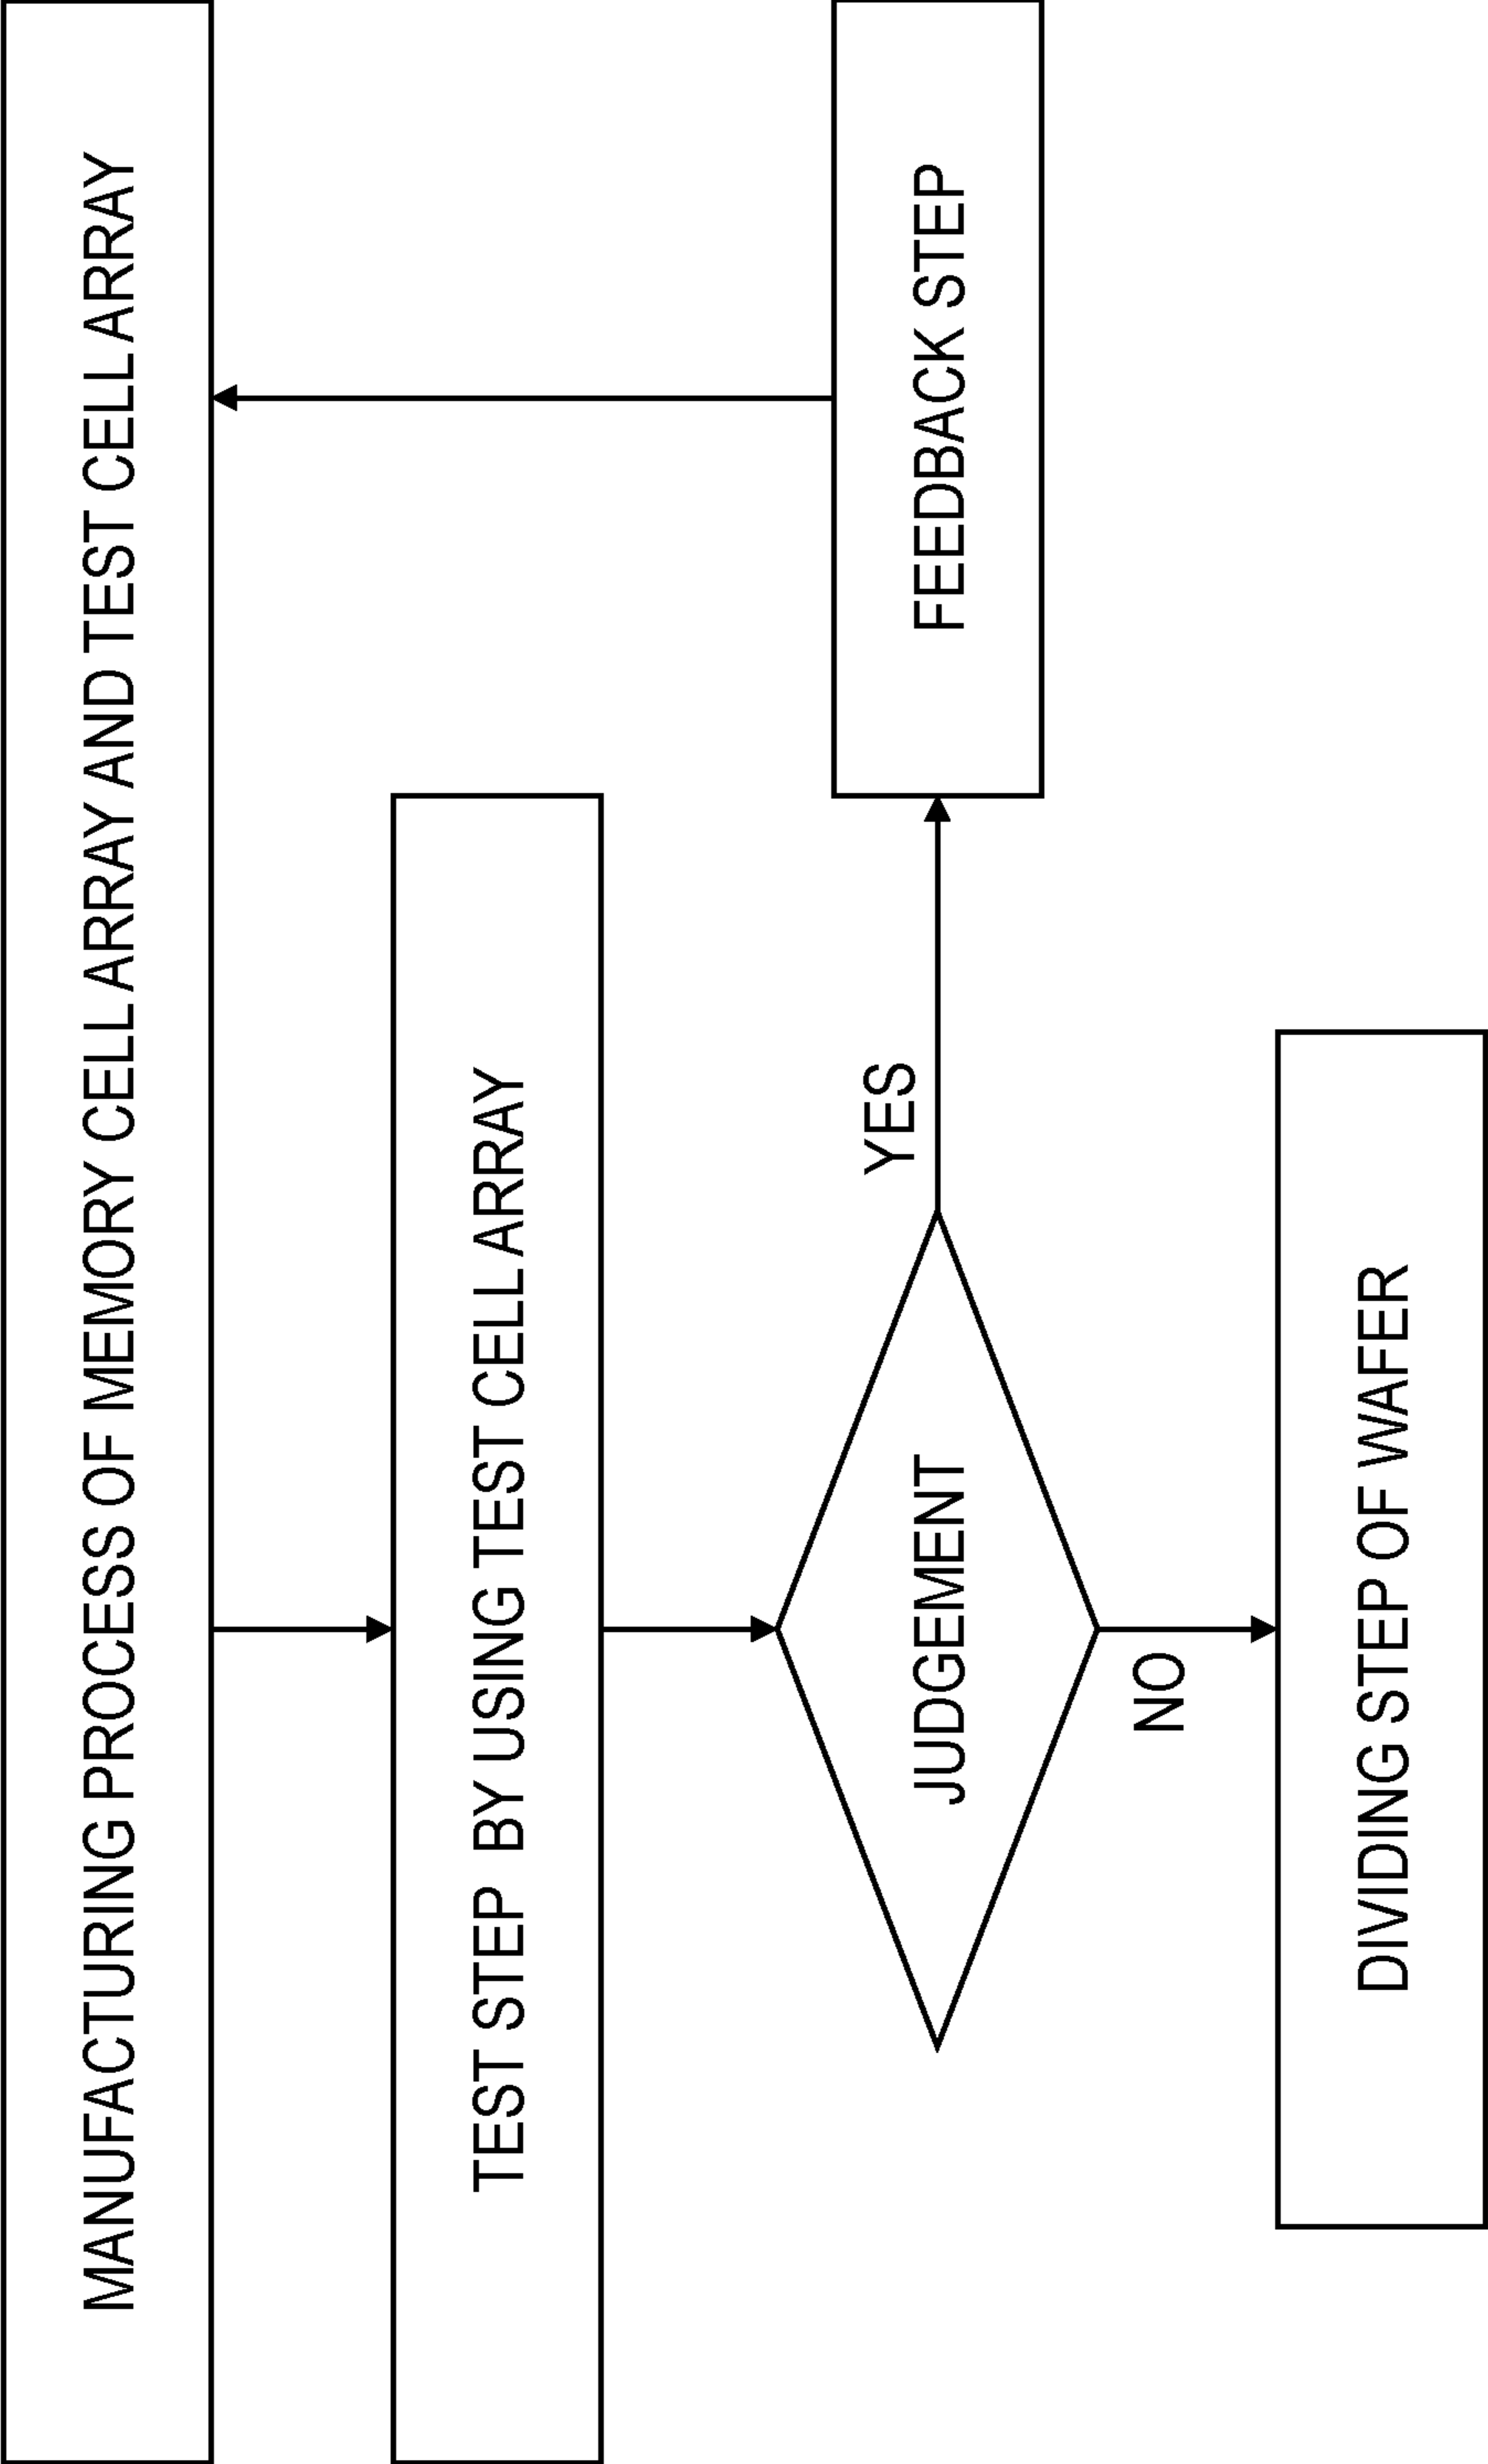 MANUFACTURING PROCESS OF MEMORY CELL ARRAY AND TEST CELL ARRAY
TEST STEP BY USING TEST CELL ARRAY
JUDGEMENT
YES
FEEDBACK STEP
NO
DIVIDING STEP OF WAFER